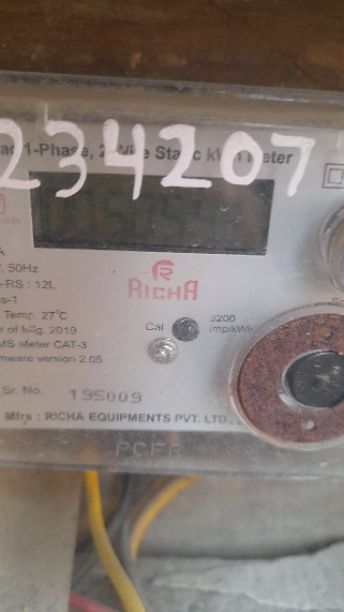 1-Phase, 2 Wire Static kWh Meter
234207
50Hz
RS : 12L
RICHA
Temp. 27°C
3200
of Mfg. 2019
Cal
Imp/kWh
MS Meter CAT-3
mware version 2.05
Sr. No. 195009
Mfrs : RICHA EQUIPMENTS PVT. LTD.,